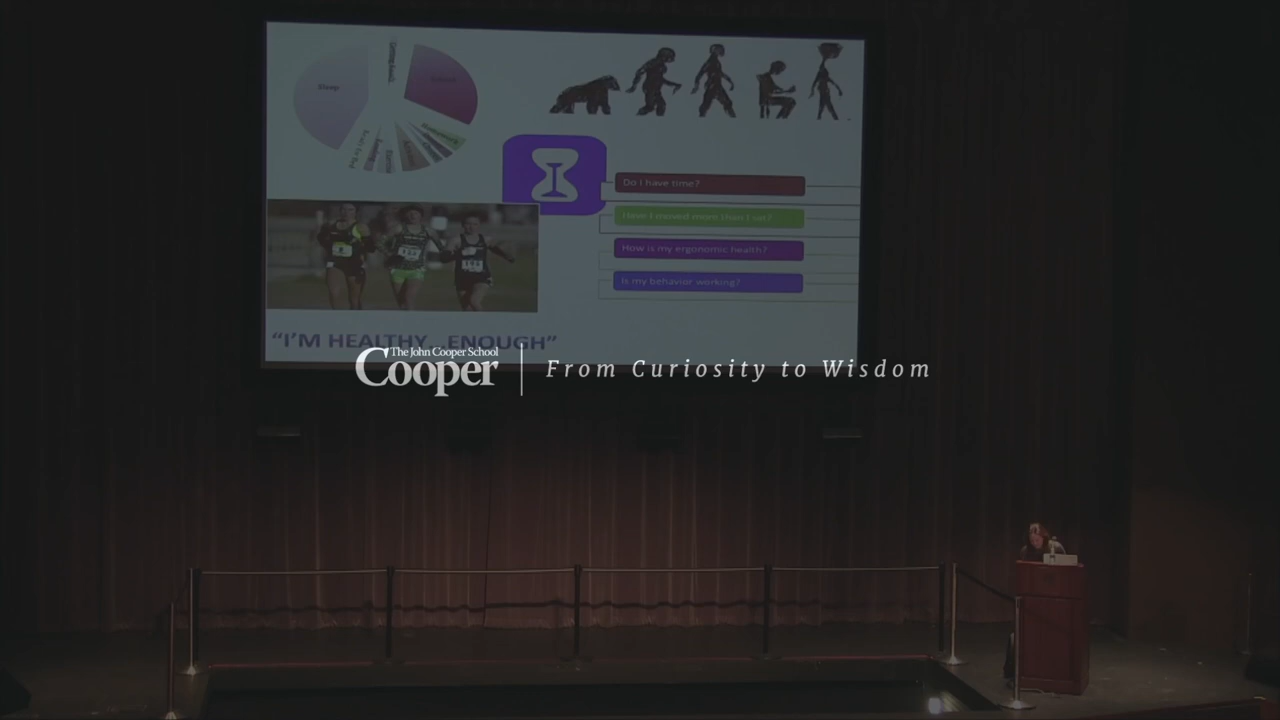 Sleep
School
Do I have time?
Have I moved more than I sat?
How is my ergonomic health?
Is my behavior working?
"I'M HEALTHY...ENOUGH"
The John Cooper School
Cooper
From Curiosity to Wisdom